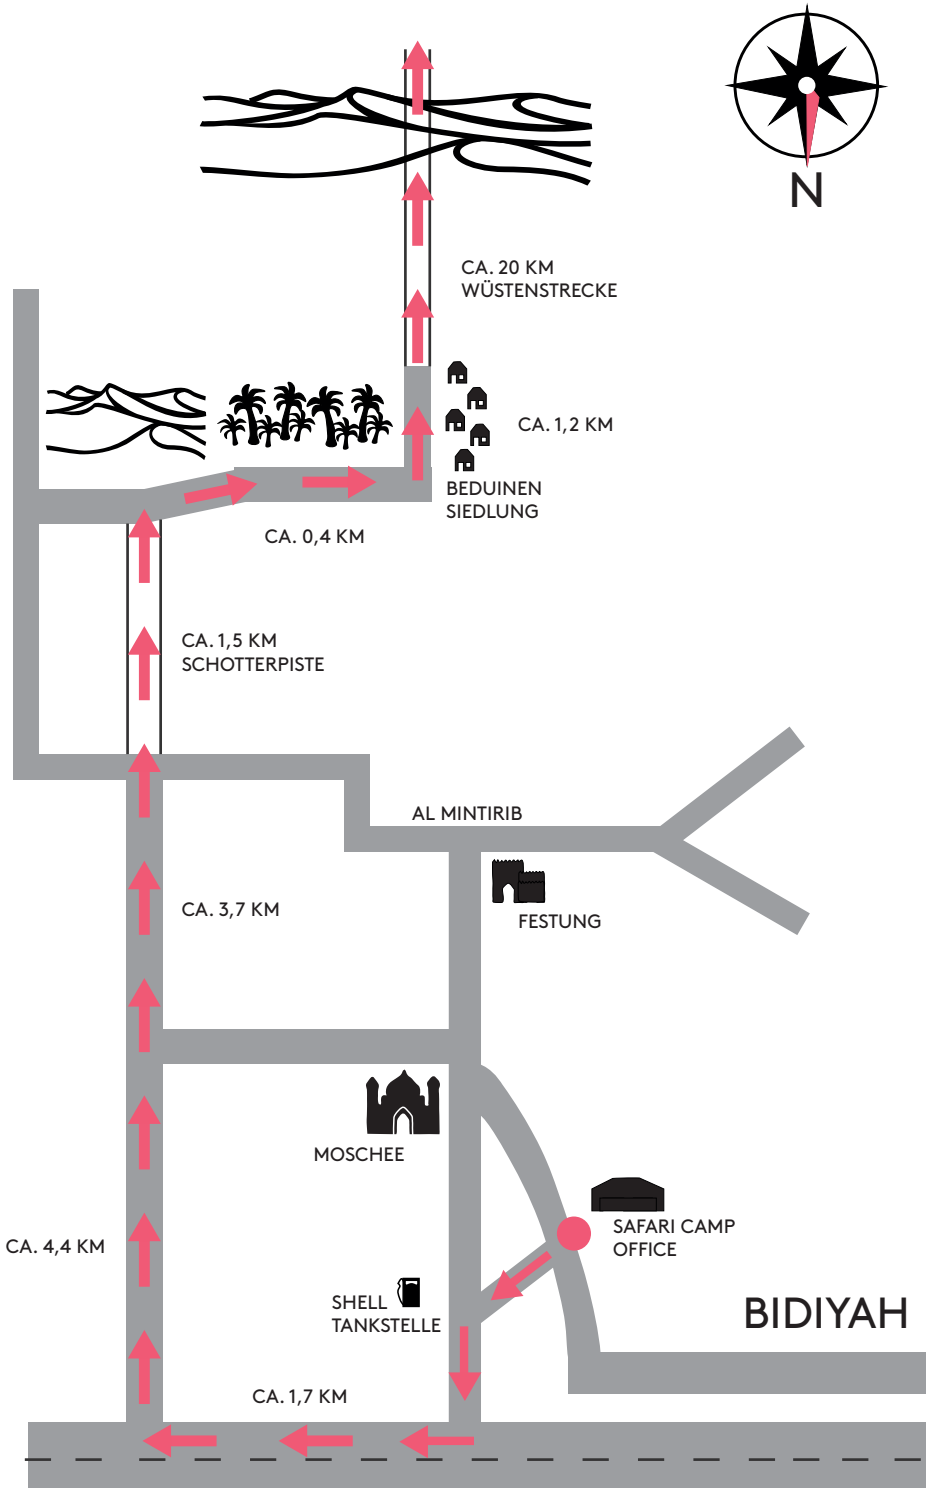 N
CA. 20 KM
WÜSTENSTRECKE
CA. 1,2 KM
BEDUINEN
SIEDLUNG
CA. 0,4 KM
CA. 1,5 KM
SCHOTTERPISTE
AL MINTIRIB
CA. 3,7 KM
FESTUNG
MOSCHEE
SAFARI CAMP
OFFICE
CA. 4,4 KM
SHELL
TANKSTELLE
BIDIYAH
CA. 1,7 KM